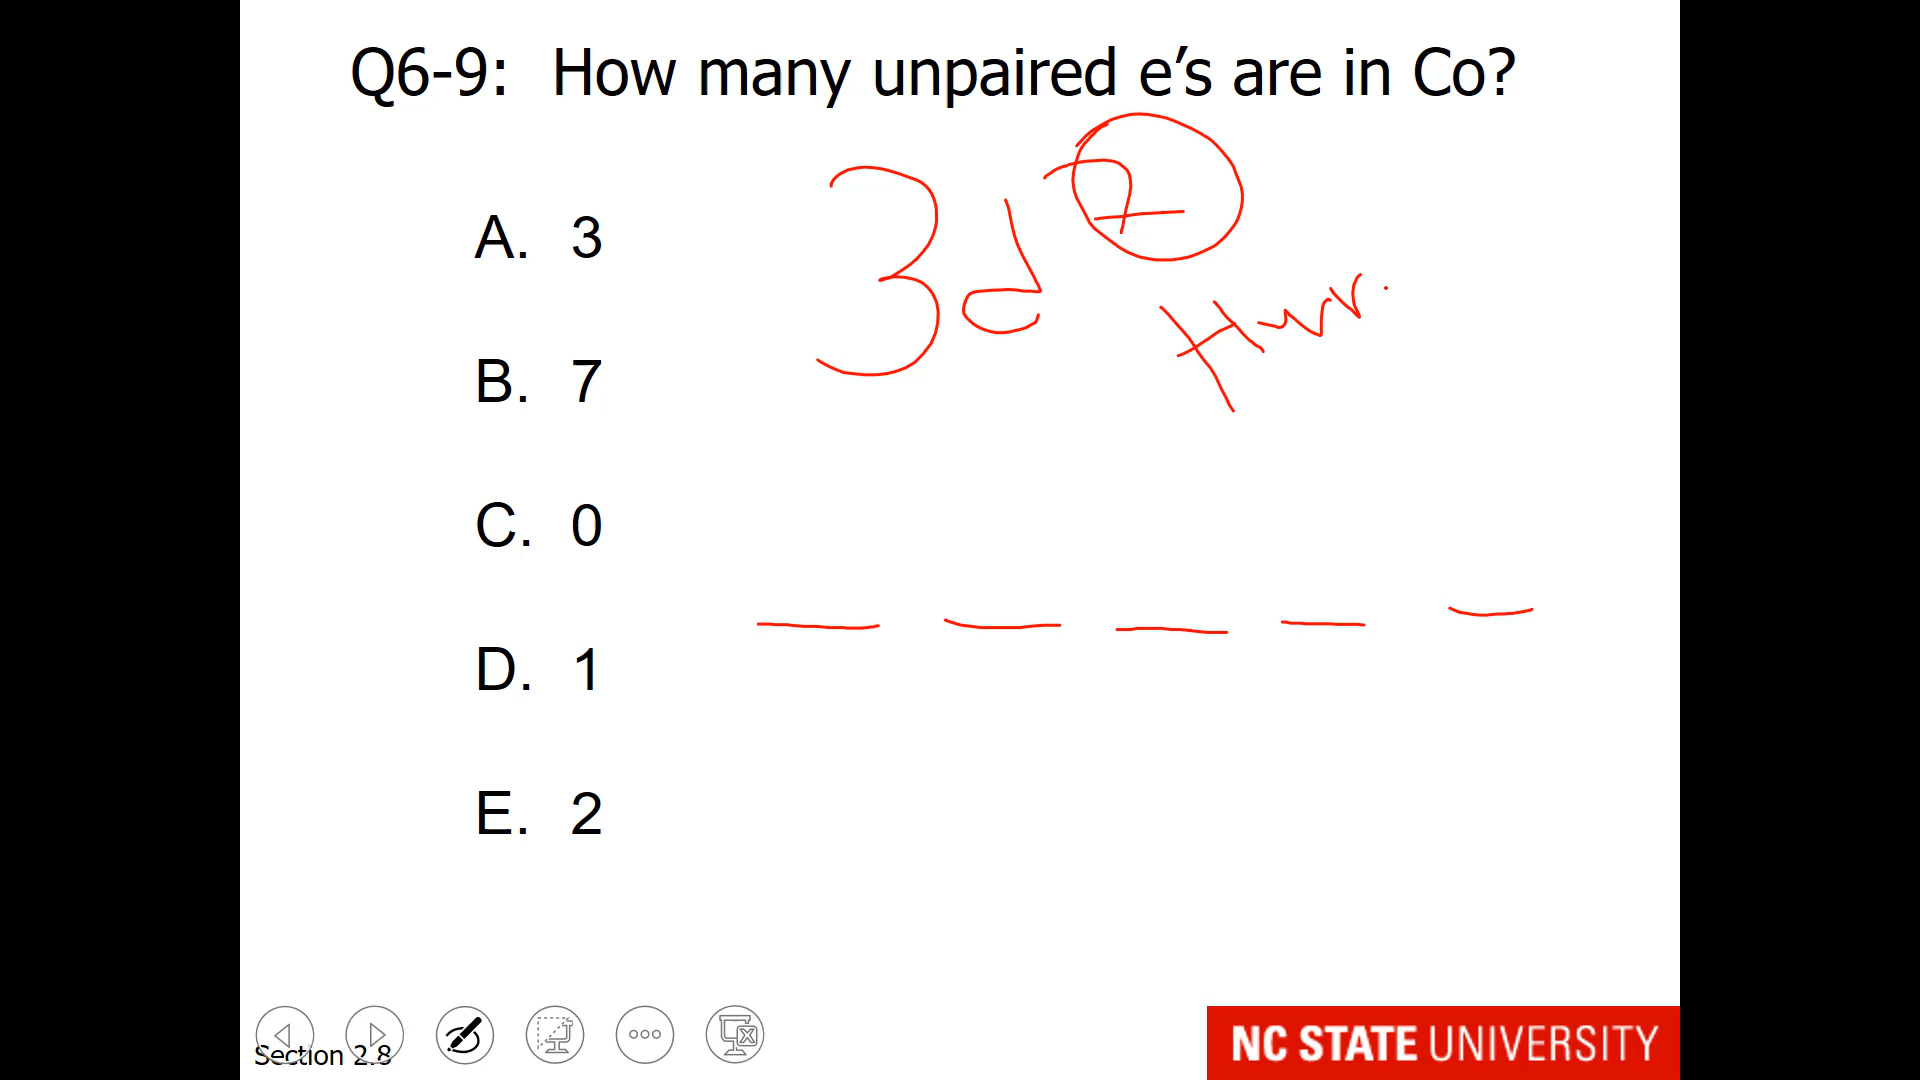 Q6-9: How many unpaired e’s are in Co?
3d 7
A. 3
B. 7
C. 0
D. 1
E. 2
Section 2.8
NC STATE UNIVERSITY